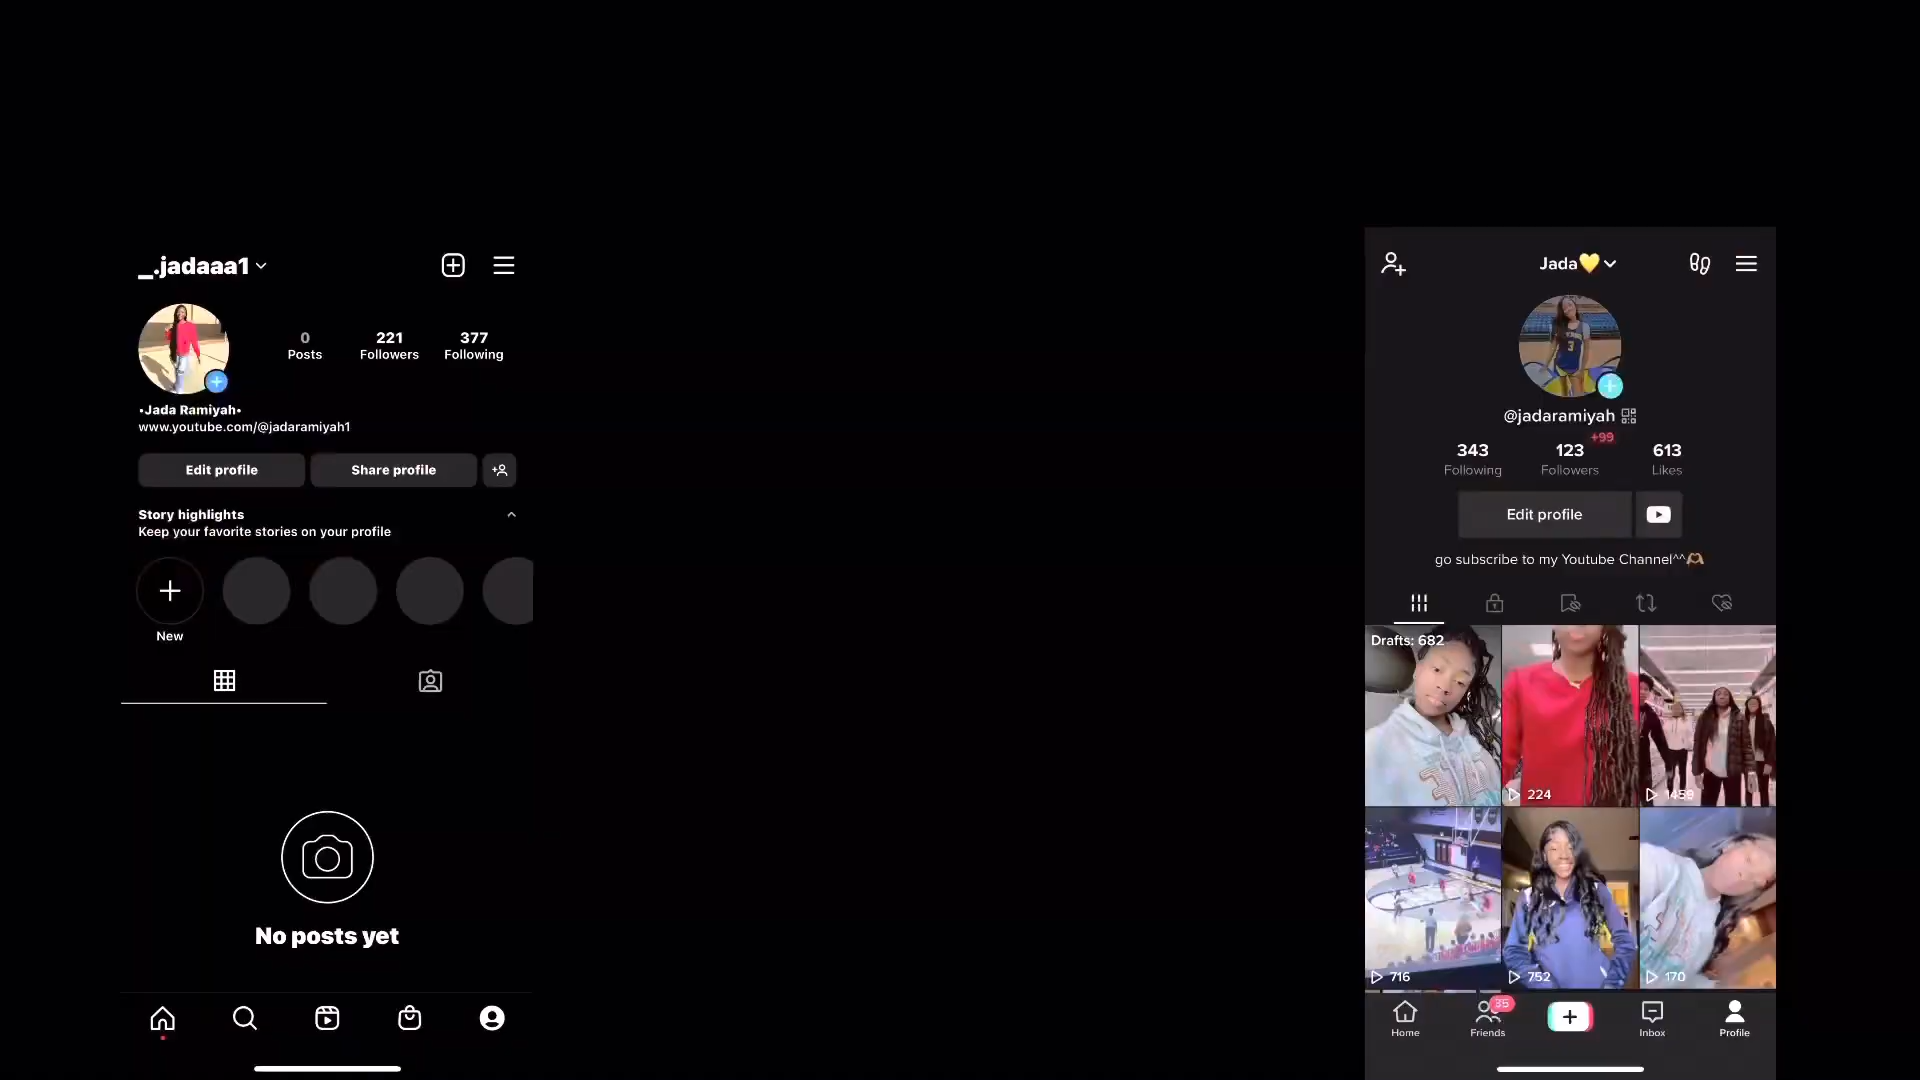 _.jadaaa1
0
Posts
221
Followers
377
Following
•Jada Ramiyah•
www.youtube.com/@jadaramiyah1
Edit profile
Share profile
Story highlights
Keep your favorite stories on your profile
New
No posts yet
Jada💛
@jadaramiyah
+99
343
Following
123
Followers
613
Likes
Edit profile
go subscribe to my Youtube Channel^^🫶🏽
Drafts: 682
224
1459
716
752
170
Home
35
Friends
Inbox
Profile